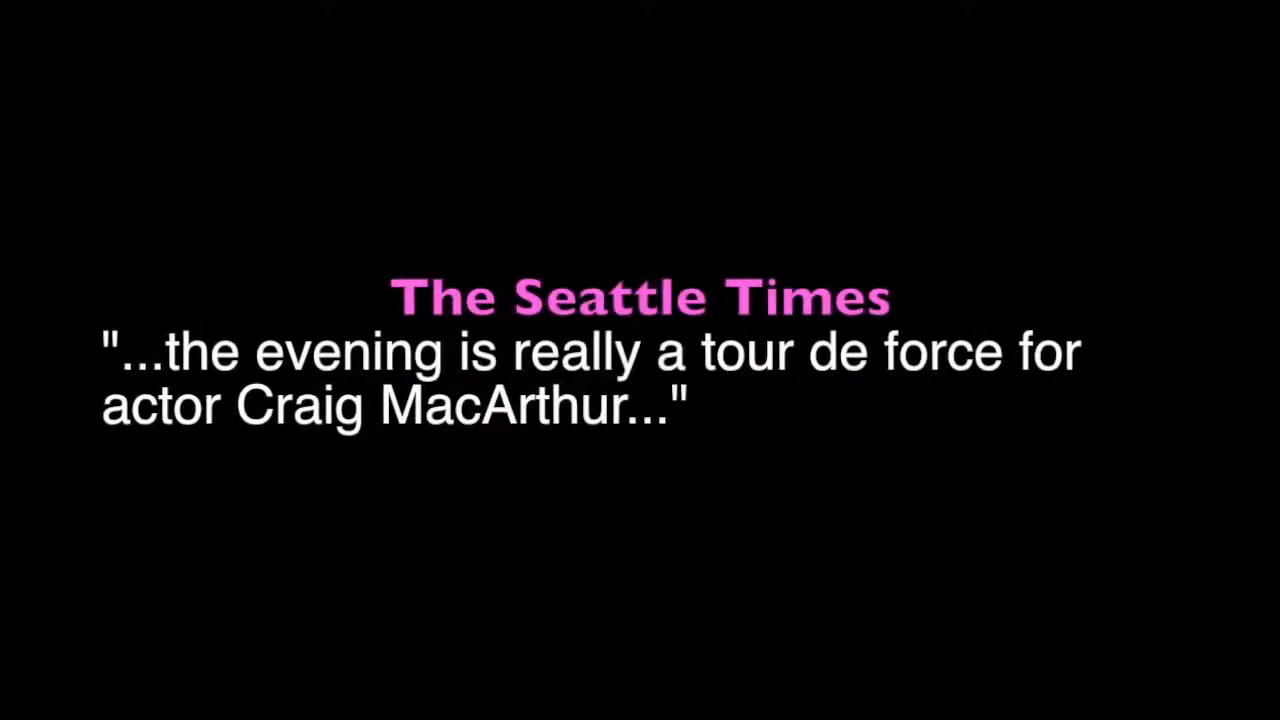 The Seattle Times
"...the evening is really a tour de force for
actor Craig MacArthur..."